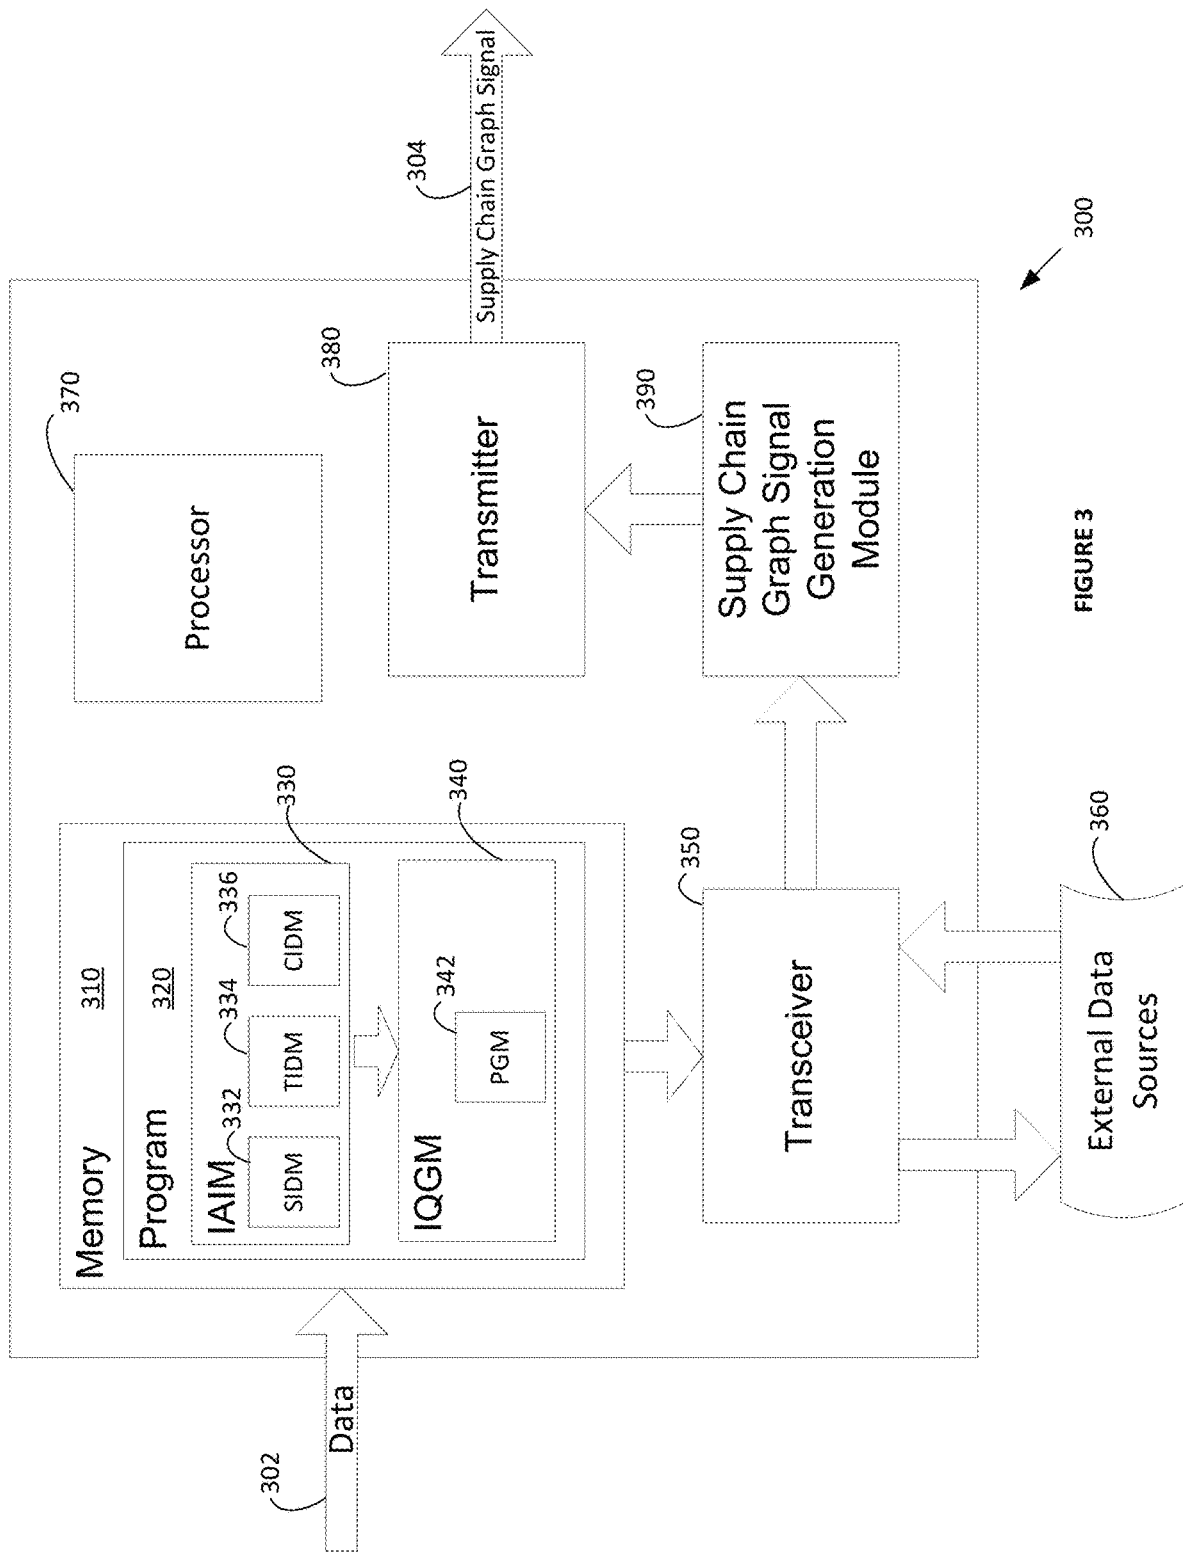 302
Data
Memory
310
Program
320
IAIM
330
SIDM
332
TIDM
334
CIDM
336
IQGM
340
PGM
342
Processor
370
Transmitter
380
304
Supply Chain Graph Signal
Transceiver
350
Supply Chain
Graph Signal
Generation
Module
390
External Data
Sources
360
300
FIGURE 3